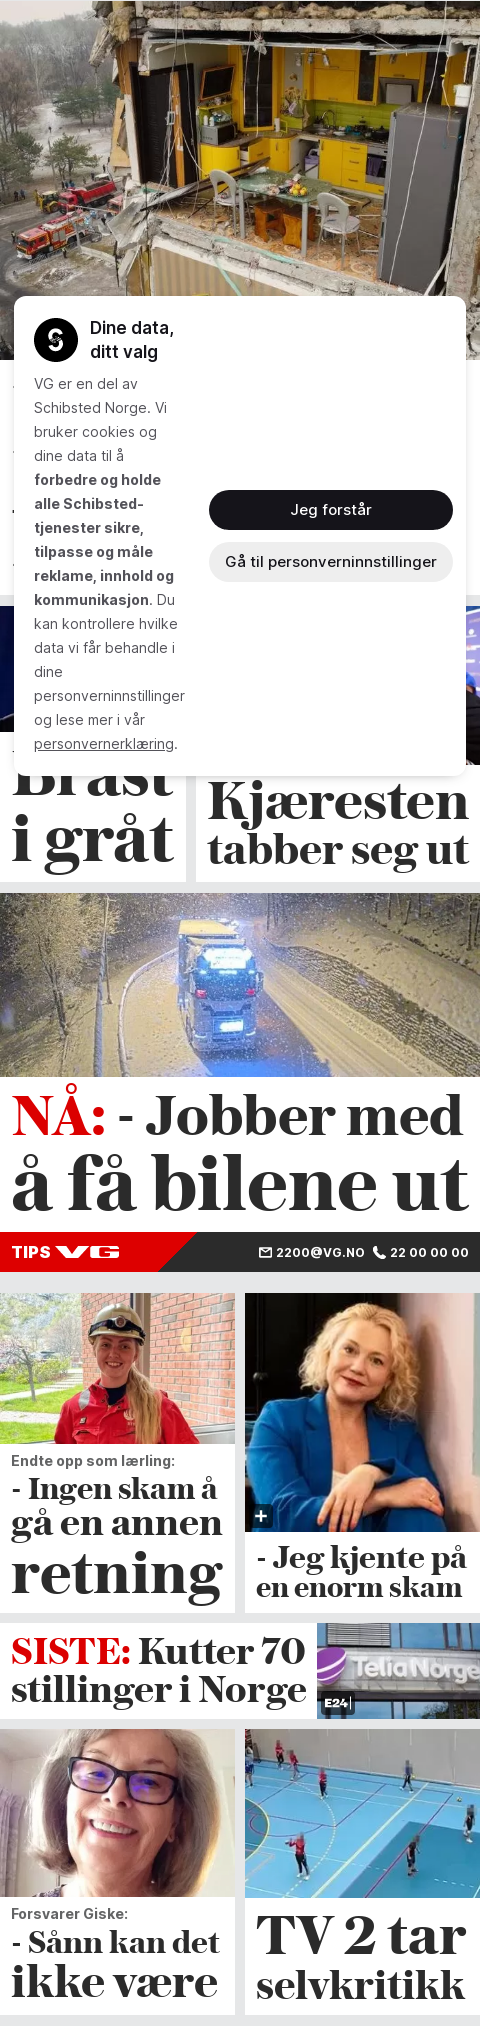 Dine data,
ditt valg
VG er en del av
Schibsted Norge. Vi
bruker cookies og
dine data til å
forbedre og holde
alle Schibsted-
tjenester sikre,
tilpasse og måle
reklame, innhold og
kommunikasjon. Du
kan kontrollere hvilke
data vi får behandle i
dine
personverninnstillinger
og lese mer i vår
personvernerklæring.
Jeg forstår
Gå til personverninnstillinger
Brast
i gråt
Kjæresten
tabber seg ut
NÅ: - Jobber med
å få bilene ut
TIPS VG
2200@VG.NO 22 00 00 00
Endte opp som lærling:
- Ingen skam å
gå en annen
retning
- Jeg kjente på
en enorm skam
SISTE: Kutter 70
stillinger i Norge
Telia Norge
E24
Forsvarer Giske:
- Sånn kan det
ikke være
TV 2 tar
selvkritikk